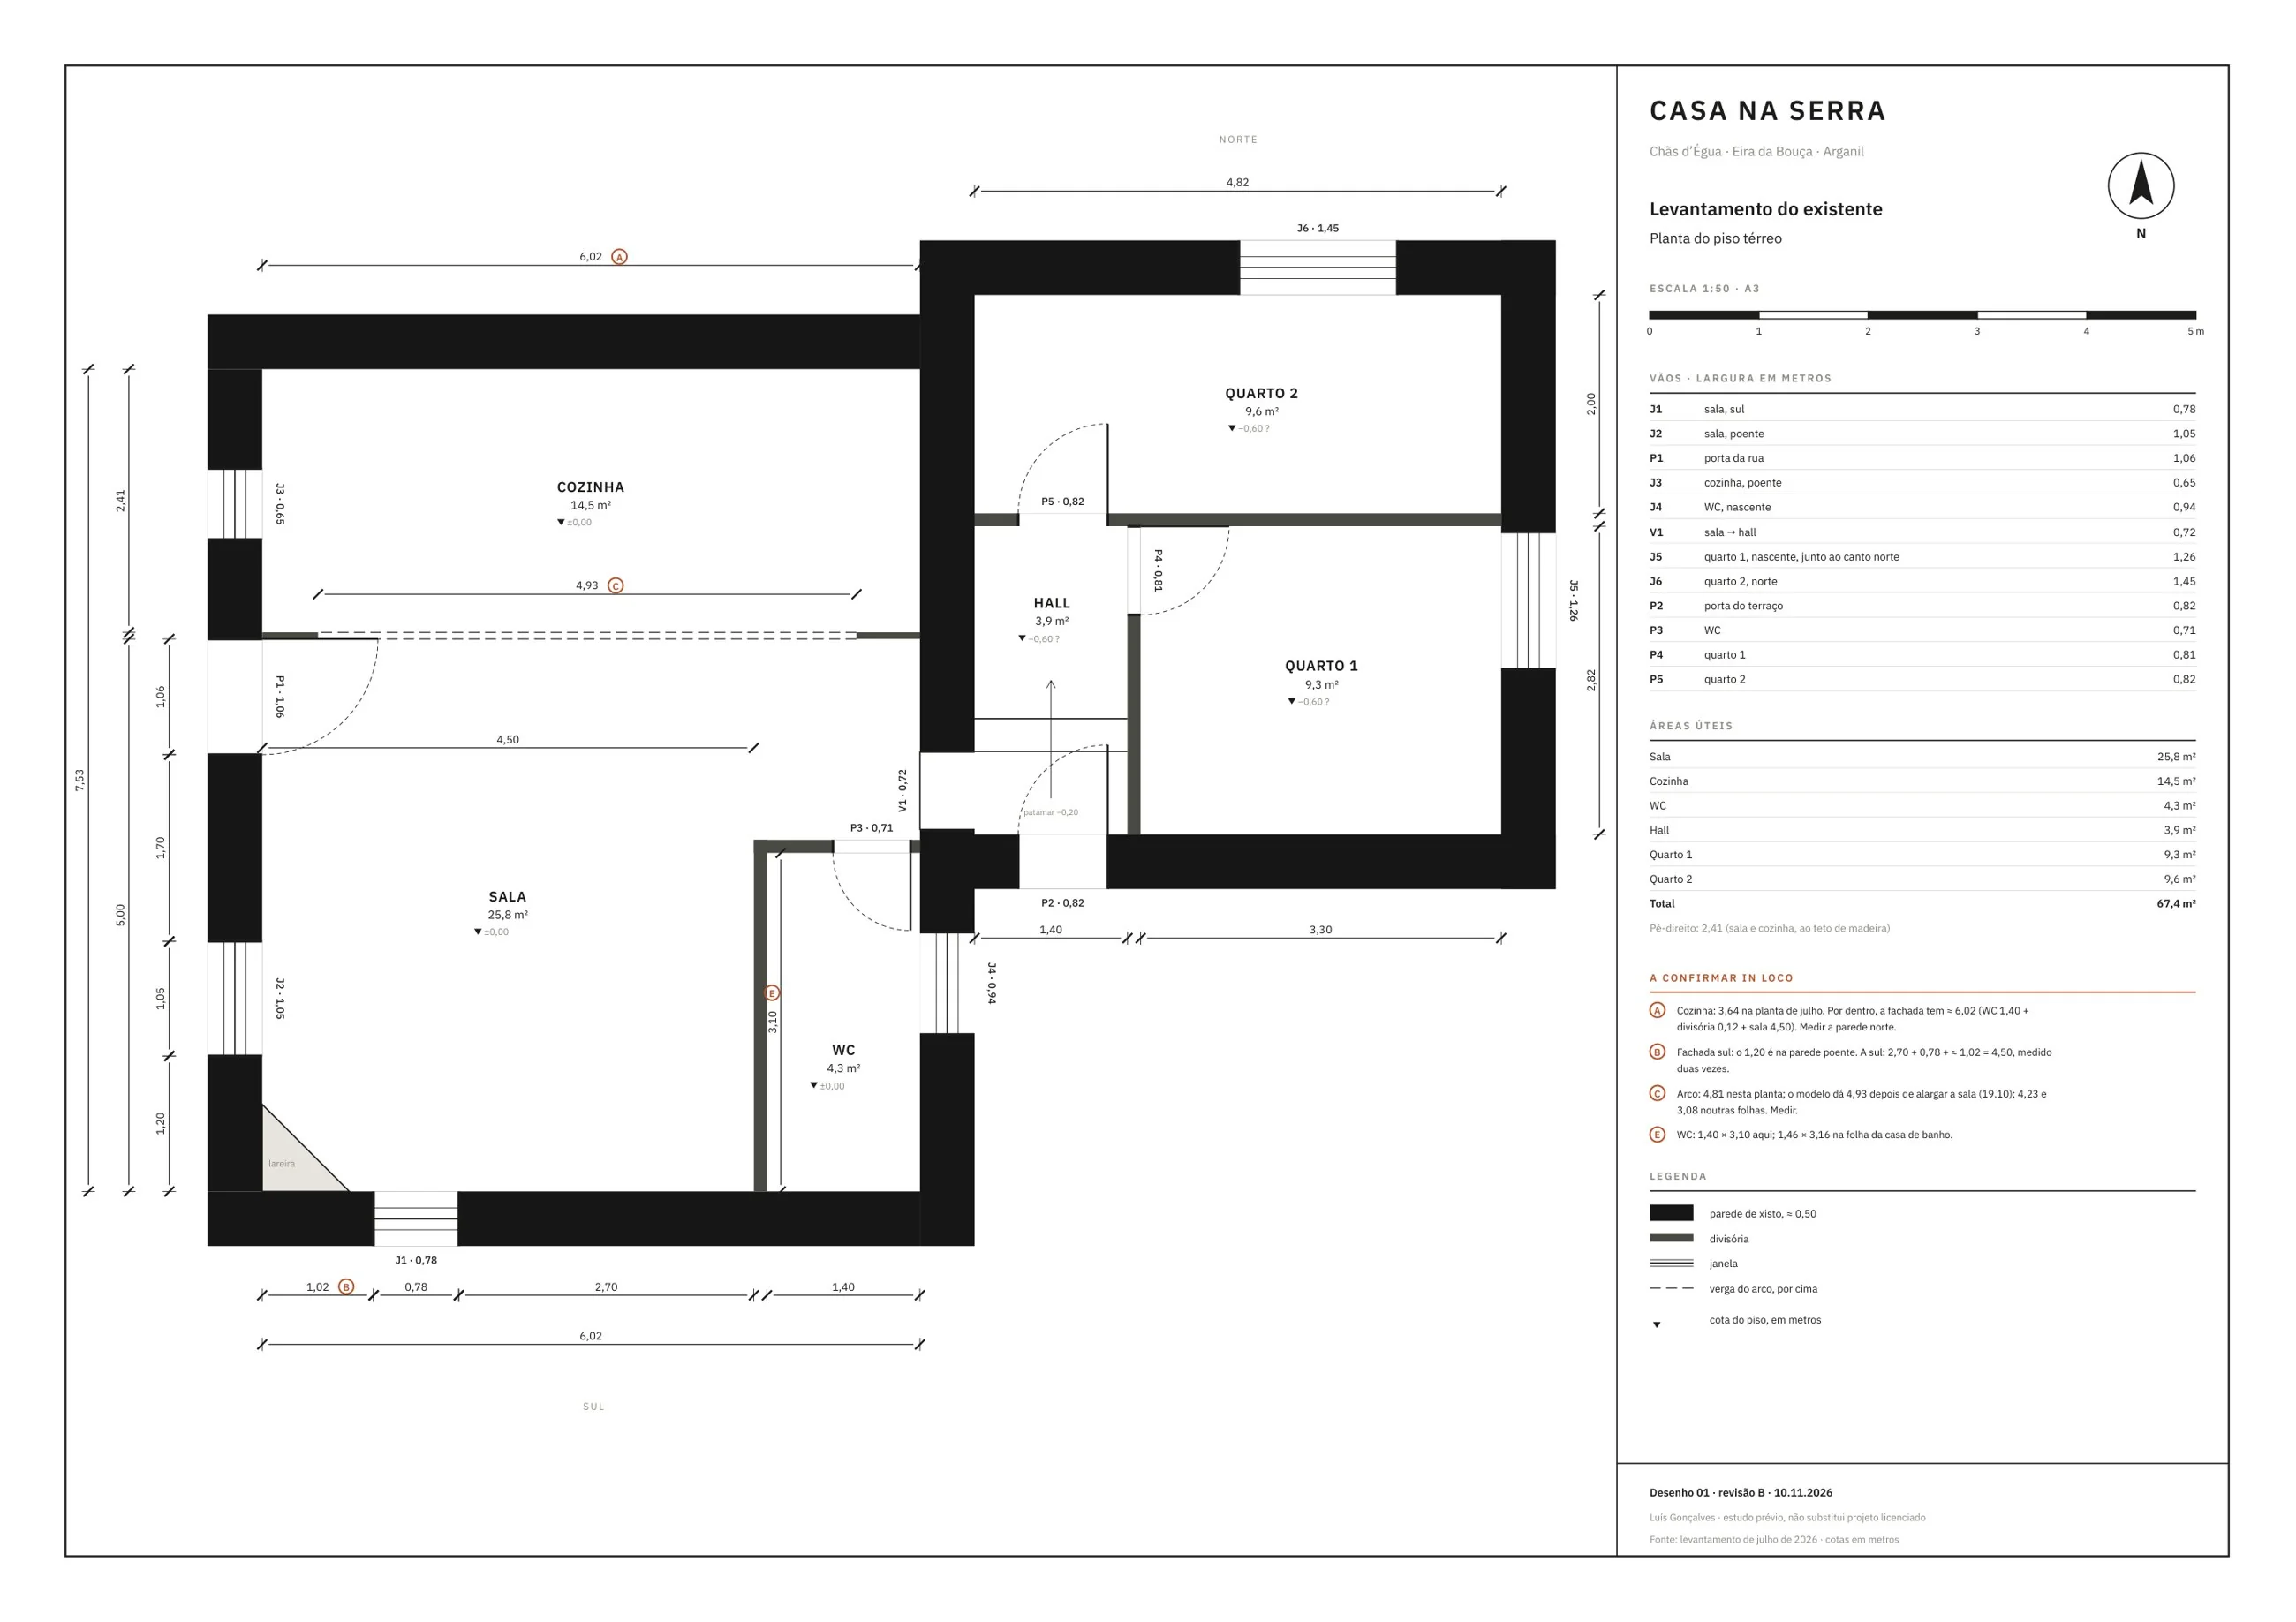 NORTE
4,82
J6 · 1,45
6,02 A
QUARTO 2
9,6 m²
▼ −0,60 ?
2,00
COZINHA
14,5 m²
▼ ±0,00
J3 · 0,65
2,41
P5 · 0,82
P4 · 0,81
4,93 C
HALL
3,9 m²
▼ −0,60 ?
J5 · 1,26
QUARTO 1
9,3 m²
▼ −0,60 ?
2,82
P1 · 1,06
1,06
4,50
7,53
V1 · 0,72
patamar −0,20
P3 · 0,71
1,70
SALA
25,8 m²
▼ ±0,00
5,00
P2 · 0,82
1,40
3,30
J4 · 0,94
J2 · 1,05
1,05
E
3,10
WC
4,3 m²
▼ ±0,00
1,20
lareira
J1 · 0,78
1,02 B
0,78
2,70
1,40
6,02
SUL
CASA NA SERRA
Chãs d’Égua · Eira da Bouça · Arganil
Levantamento do existente
Planta do piso térreo
N
ESCALA 1:50 · A3
0 1 2 3 4 5 m
VÃOS · LARGURA EM METROS
J1 sala, sul 0,78
J2 sala, poente 1,05
P1 porta da rua 1,06
J3 cozinha, poente 0,65
J4 WC, nascente 0,94
V1 sala → hall 0,72
J5 quarto 1, nascente, junto ao canto norte 1,26
J6 quarto 2, norte 1,45
P2 porta do terraço 0,82
P3 WC 0,71
P4 quarto 1 0,81
P5 quarto 2 0,82
ÁREAS ÚTEIS
Sala 25,8 m²
Cozinha 14,5 m²
WC 4,3 m²
Hall 3,9 m²
Quarto 1 9,3 m²
Quarto 2 9,6 m²
Total 67,4 m²
Pé-direito: 2,41 (sala e cozinha, ao teto de madeira)
A CONFIRMAR IN LOCO
A Cozinha: 3,64 na planta de julho. Por dentro, a fachada tem ≈ 6,02 (WC 1,40 +
divisória 0,12 + sala 4,50). Medir a parede norte.
B Fachada sul: o 1,20 é na parede poente. A sul: 2,70 + 0,78 + ≈ 1,02 = 4,50, medido
duas vezes.
C Arco: 4,81 nesta planta; o modelo dá 4,93 depois de alargar a sala (19.10); 4,23 e
3,08 noutras folhas. Medir.
E WC: 1,40 × 3,10 aqui; 1,46 × 3,16 na folha da casa de banho.
LEGENDA
parede de xisto, ≈ 0,50
divisória
janela
verga do arco, por cima
▼ cota do piso, em metros
Desenho 01 · revisão B · 10.11.2026
Luís Gonçalves · estudo prévio, não substitui projeto licenciado
Fonte: levantamento de julho de 2026 · cotas em metros